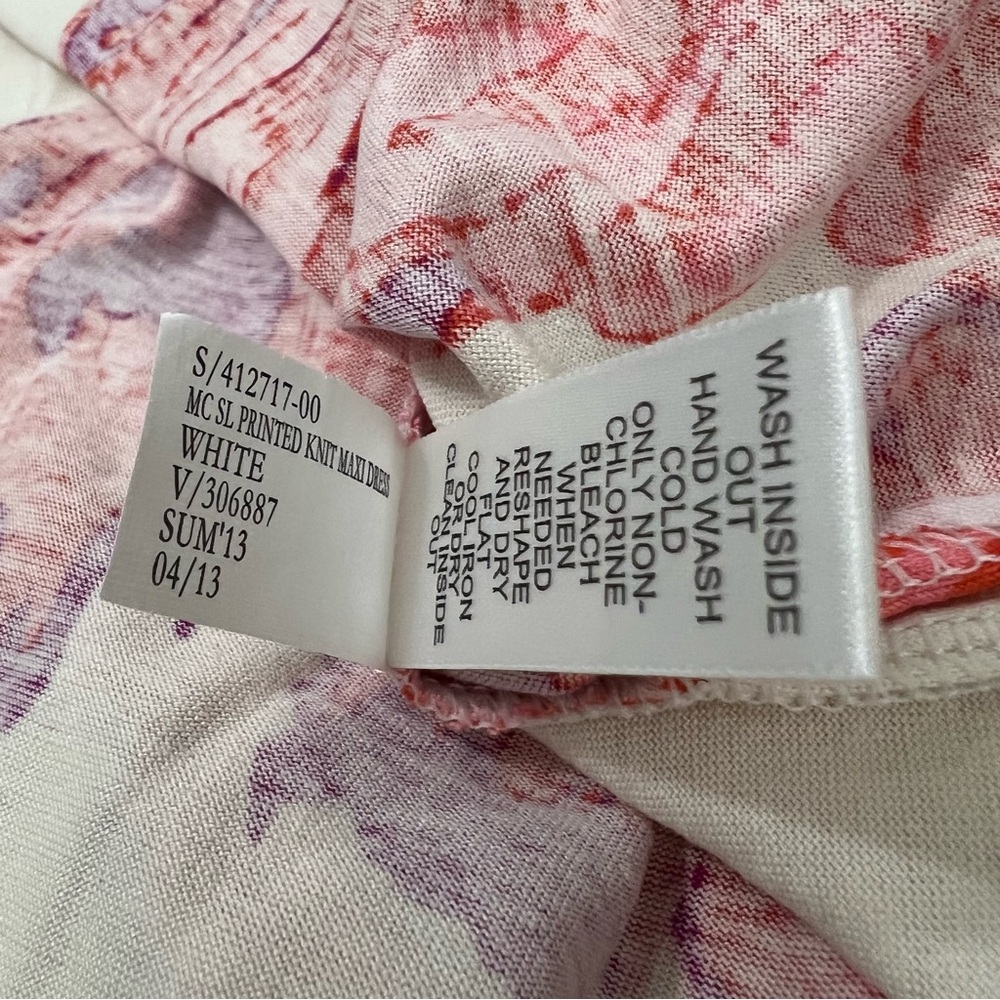 S/412717-00
MC SL PRINTED KNIT MAXI DRESS
WHITE
V/306887
SUM'13
04/13
WASH INSIDE
OUT
HAND WASH
COLD
ONLY NON-
CHLORINE
BLEACH
WHEN
NEEDED
RESHAPE
AND DRY
FLAT
COOL IRON
OR DRY
CLEAN INSIDE
OUT